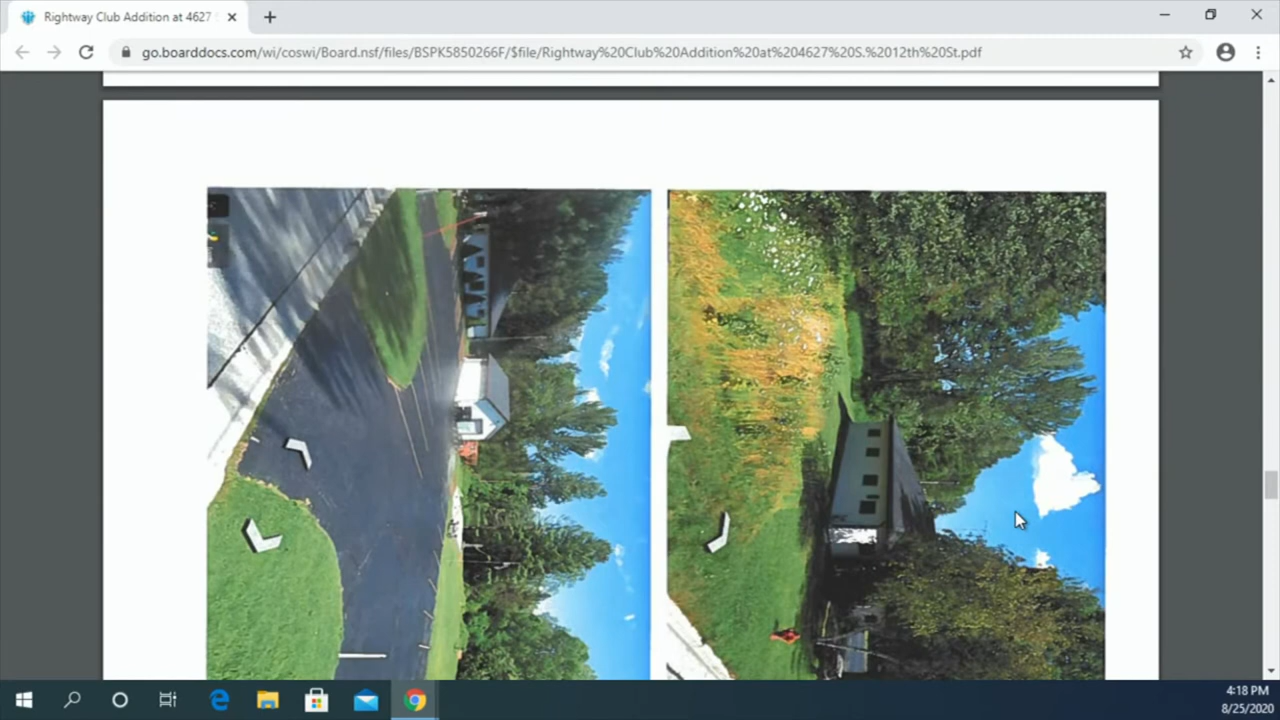 Rightway Club Addition at 4627
go.boarddocs.com/wi/coswi/Board.nsf/files/BSPK5850266F/$file/Rightway%20Club%20Addition%20at%204627%20S.%2012th%20St.pdf
4:18 PM
8/25/2020